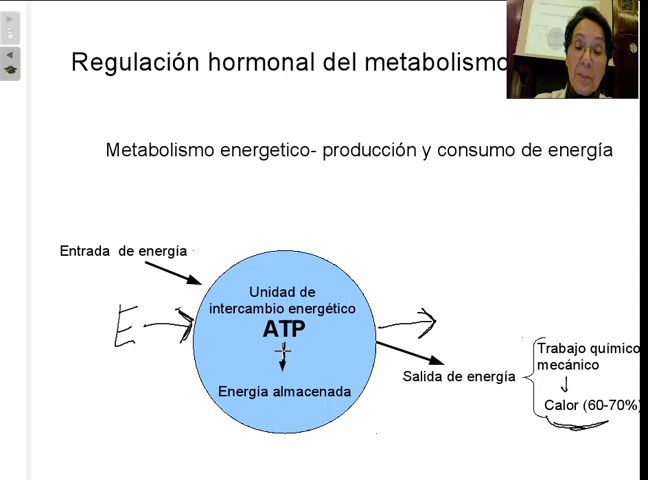 Regulación hormonal del metabolismo
Metabolismo energetico- producción y consumo de energía
Entrada de energía
Unidad de
intercambio energético
ATP
E
Energía almacenada
Salida de energía
Trabajo químico
mecánico
Calor (60-70%)